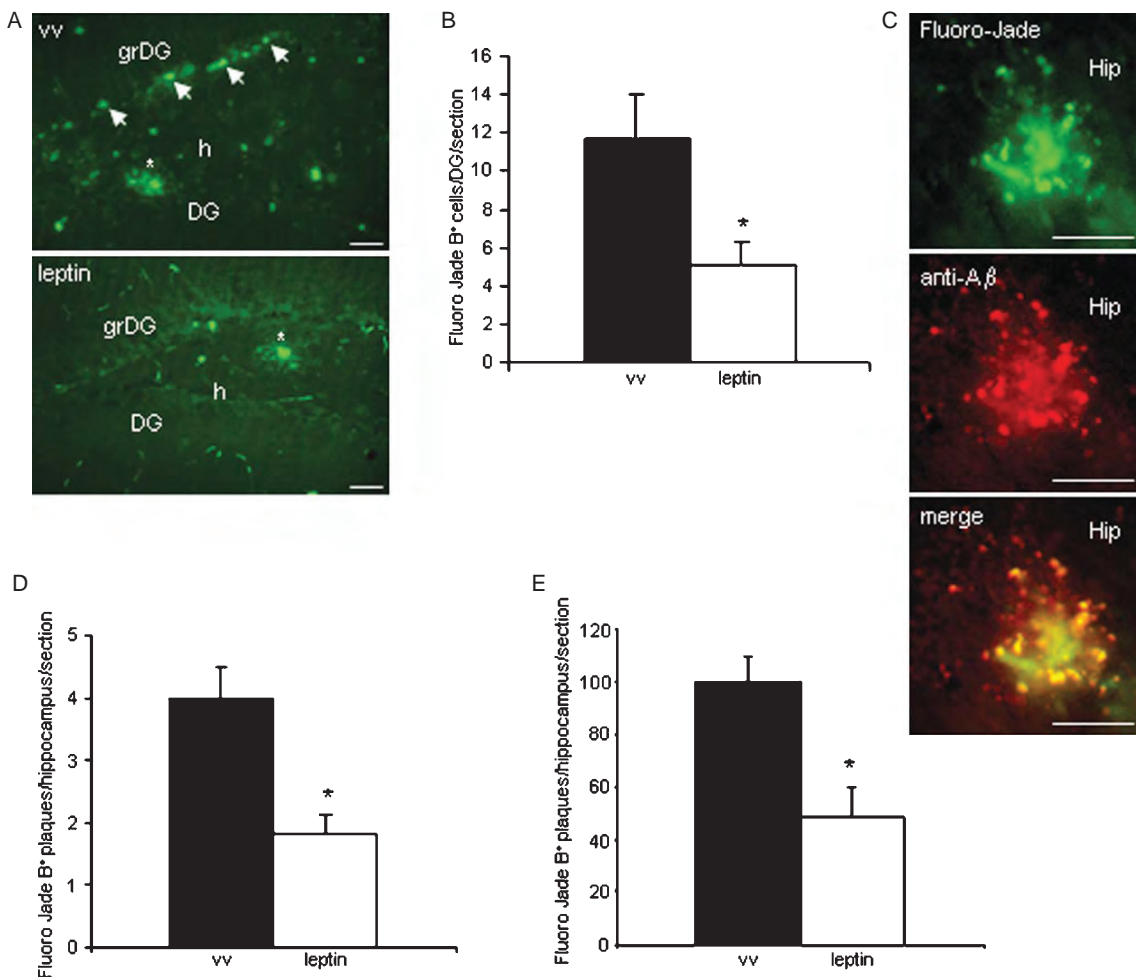 A
vv
grDG
*
h
DG
leptin
grDG
*
h
DG
B
Fluoro Jade B+ cells/DG/section
16
14
12
10
8
6
4
2
0
*
vv
leptin
C
Fluoro-Jade
Hip
anti-Aβ
Hip
merge
Hip
D
Fluoro Jade B+ plaques/hippocampus/section
5
4
3
2
1
0
*
vv
leptin
E
Fluoro Jade B+ plaques/hippocampus/section
120
100
80
60
40
20
0
*
vv
leptin